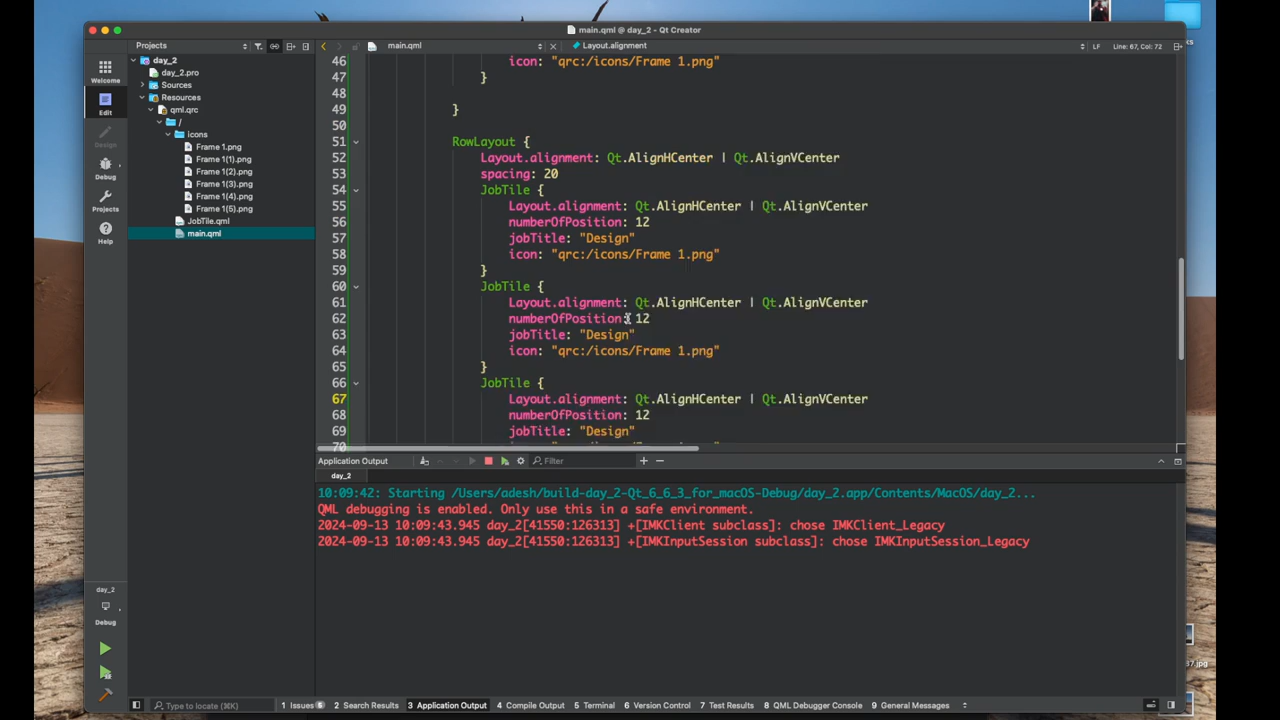 main.qml @ day_2 - Qt Creator
Projects
main.qml
Layout.alignment
LF
Line: 67, Col: 72
Welcome
Edit
Design
Debug
Projects
Help
day_2
day_2.pro
Sources
Resources
qml.qrc
/
icons
Frame 1.png
Frame 1(1).png
Frame 1(2).png
Frame 1(3).png
Frame 1(4).png
Frame 1(5).png
JobTile.qml
main.qml
46 icon: "qrc:/icons/Frame 1.png"
47 }
48
49 }
50
51 RowLayout {
52 Layout.alignment: Qt.AlignHCenter | Qt.AlignVCenter
53 spacing: 20
54 JobTile {
55 Layout.alignment: Qt.AlignHCenter | Qt.AlignVCenter
56 numberOfPosition: 12
57 jobTitle: "Design"
58 icon: "qrc:/icons/Frame 1.png"
59 }
60 JobTile {
61 Layout.alignment: Qt.AlignHCenter | Qt.AlignVCenter
62 numberOfPosition: 12
63 jobTitle: "Design"
64 icon: "qrc:/icons/Frame 1.png"
65 }
66 JobTile {
67 Layout.alignment: Qt.AlignHCenter | Qt.AlignVCenter
68 numberOfPosition: 12
69 jobTitle: "Design"
70
Application Output
Filter
day_2
10:09:42: Starting /Users/adesh/build-day_2-Qt_6_6_3_for_macOS-Debug/day_2.app/Contents/MacOS/day_2...
QML debugging is enabled. Only use this in a safe environment.
2024-09-13 10:09:43.945 day_2[41550:126313] +[IMKClient subclass]: chose IMKClient_Legacy
2024-09-13 10:09:43.945 day_2[41550:126313] +[IMKInputSession subclass]: chose IMKInputSession_Legacy
day_2
Debug
Type to locate (⌘K)
1 Issues 6
2 Search Results
3 Application Output
4 Compile Output
5 Terminal
6 Version Control
7 Test Results
8 QML Debugger Console
9 General Messages
ks
37.jpg